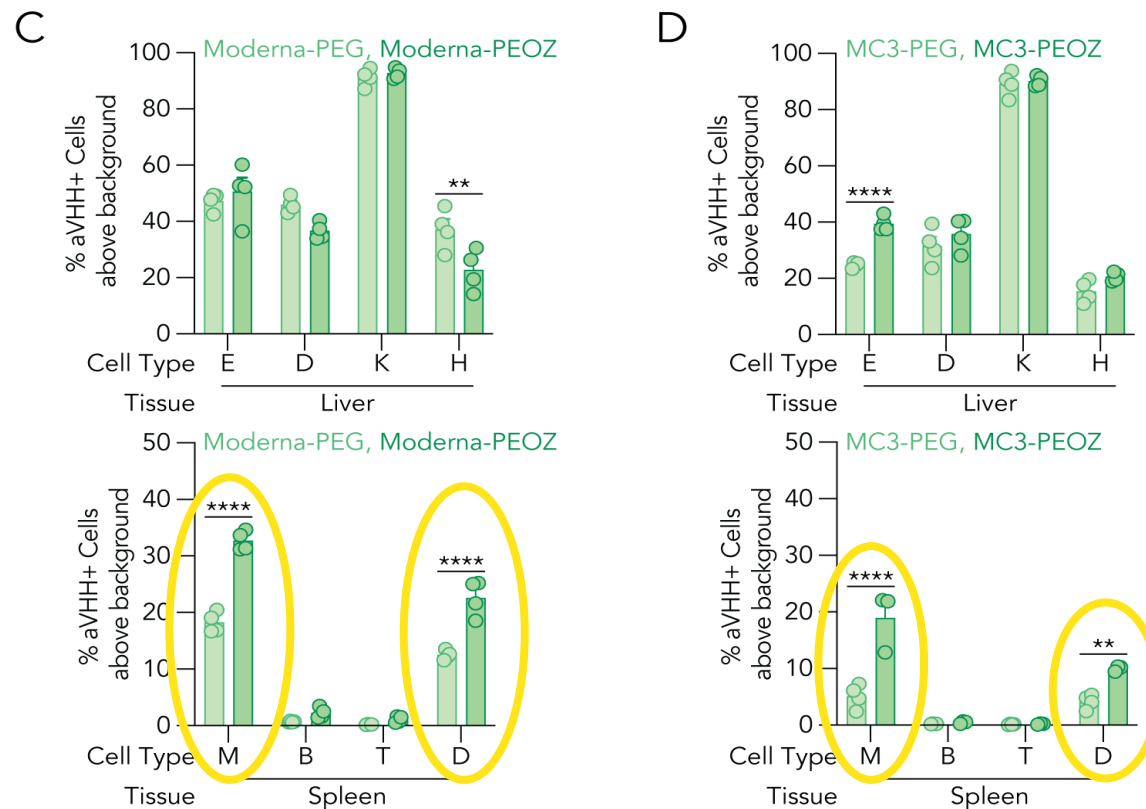 C
Moderna-PEG, Moderna-PEOZ
% aVHH+ Cells
above background
100
80
60
40
20
0
**
Cell Type E D K H
Tissue Liver
D
MC3-PEG, MC3-PEOZ
% aVHH+ Cells
above background
100
80
60
40
20
0
****
Cell Type E D K H
Tissue Liver
Moderna-PEG, Moderna-PEOZ
% aVHH+ Cells
above background
50
40
30
20
10
0
**** ****
Cell Type M B T D
Tissue Spleen
MC3-PEG, MC3-PEOZ
% aVHH+ Cells
above background
50
40
30
20
10
0
**** **
Cell Type M B T D
Tissue Spleen